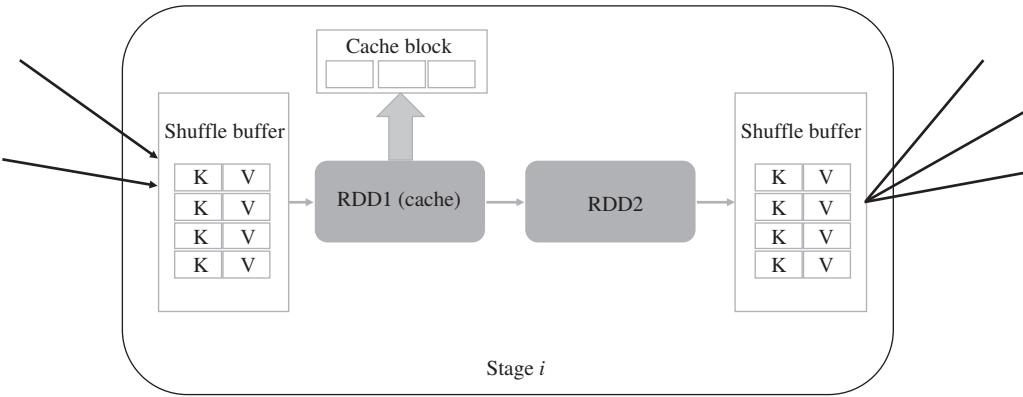 Cache block
Shuffle buffer
K V
K V
K V
K V
RDD1 (cache)
RDD2
Shuffle buffer
K V
K V
K V
K V
Stage i